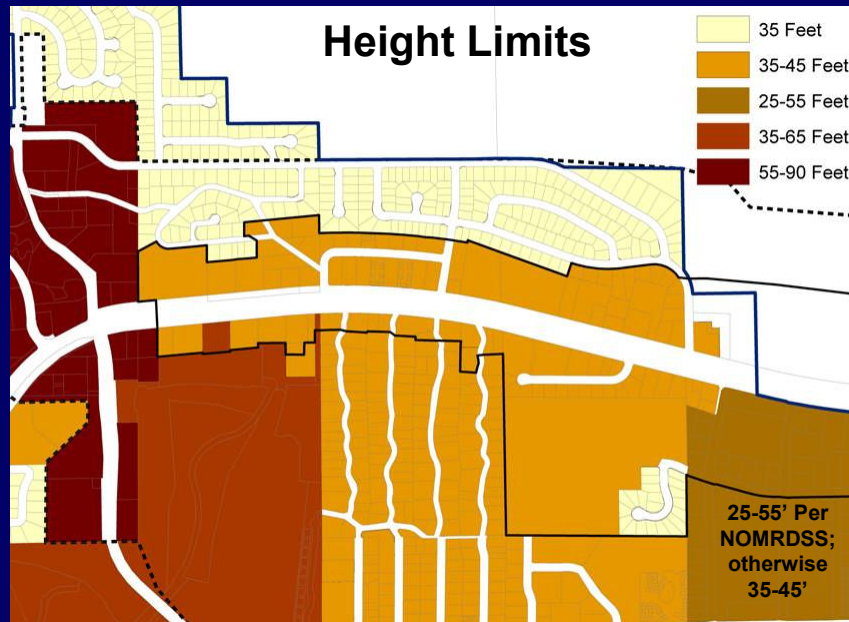 Height Limits
35 Feet
35-45 Feet
25-55 Feet
35-65 Feet
55-90 Feet
25-55’ Per
NOMRDSS;
otherwise
35-45’